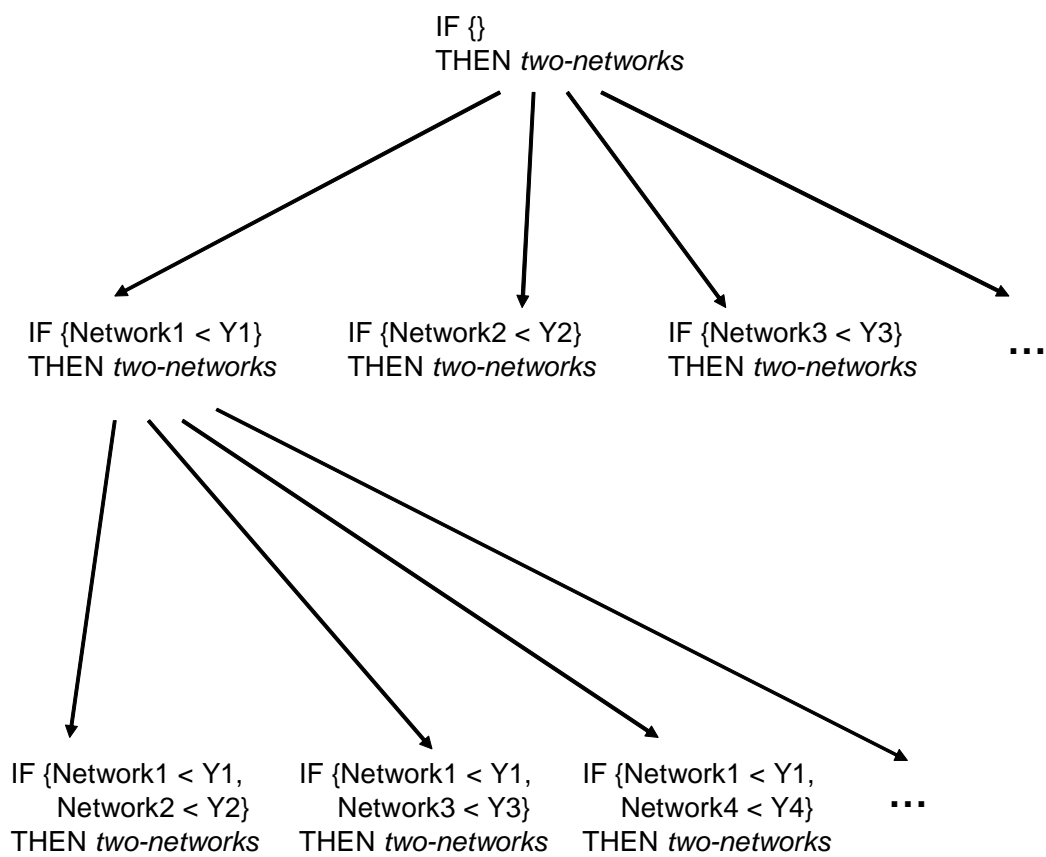 IF {}
THEN two-networks
IF {Network1 < Y1}
THEN two-networks
IF {Network2 < Y2}
THEN two-networks
IF {Network3 < Y3}
THEN two-networks
...
IF {Network1 < Y1,
Network2 < Y2}
THEN two-networks
IF {Network1 < Y1,
Network3 < Y3}
THEN two-networks
IF {Network1 < Y1,
Network4 < Y4}
THEN two-networks
...